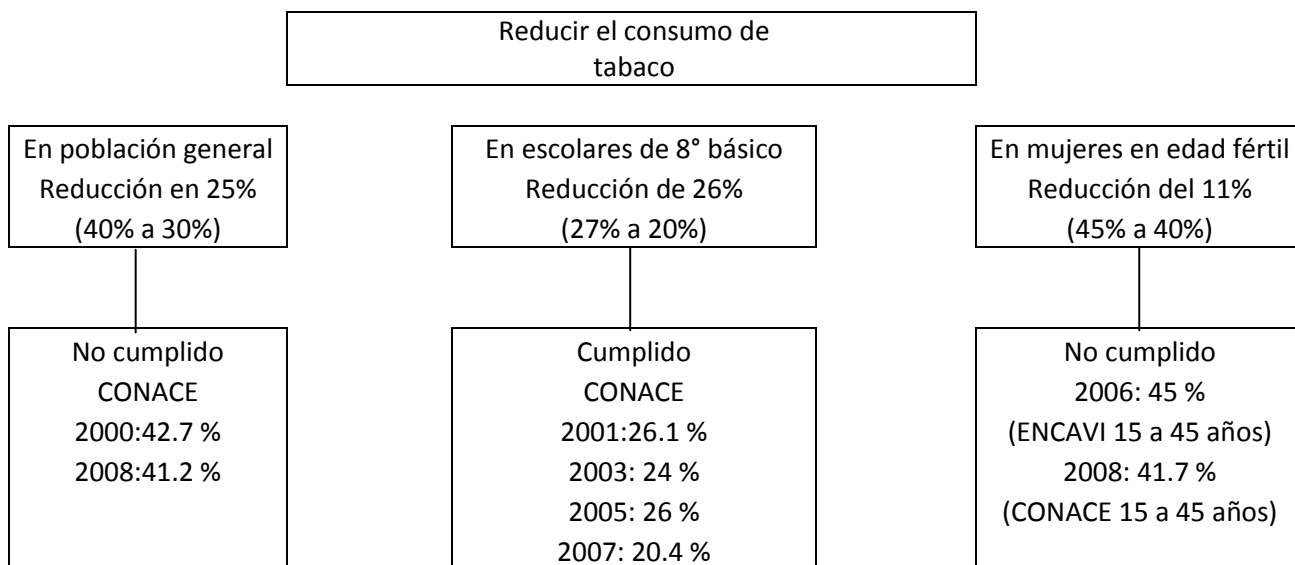 Reducir el consumo de
tabaco
En población general
Reducción en 25%
(40% a 30%)
En escolares de 8° básico
Reducción de 26%
(27% a 20%)
En mujeres en edad fértil
Reducción del 11%
(45% a 40%)
No cumplido
CONACE
2000:42.7 %
2008:41.2 %
Cumplido
CONACE
2001:26.1 %
2003: 24 %
2005: 26 %
2007: 20.4 %
No cumplido
2006: 45 %
(ENCAVI 15 a 45 años)
2008: 41.7 %
(CONACE 15 a 45 años)